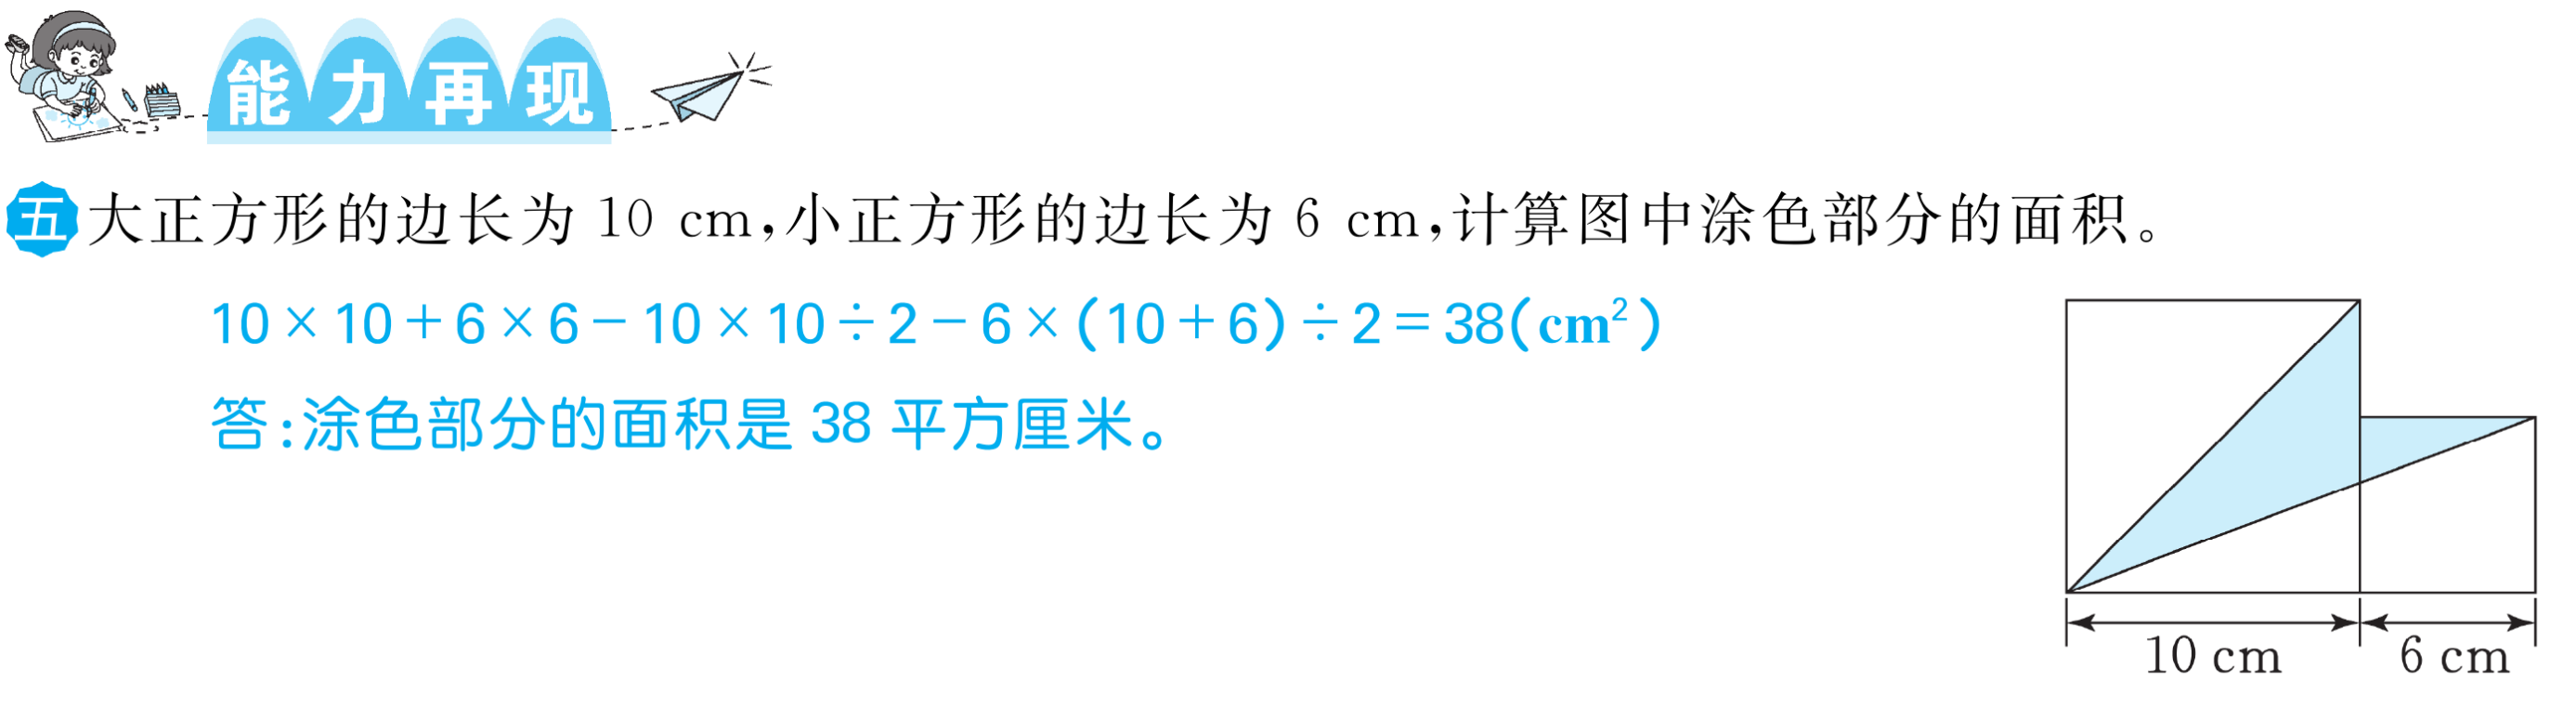 能力再现
五 大正方形的边长为 10 cm,小正方形的边长为 6 cm,计算图中涂色部分的面积。
10×10+6×6-10×10÷2-6×(10+6)÷2=38(cm²)
答:涂色部分的面积是 38 平方厘米。
10 cm 6 cm